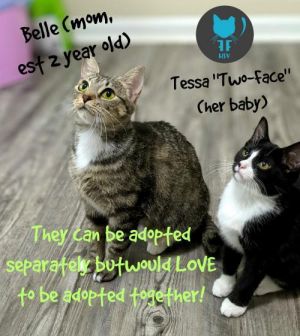 Belle (mom,
est 2 year old)
Tessa "Two-Face"
(her baby)
They can be adopted
separately but would LOVE
to be adopted together!